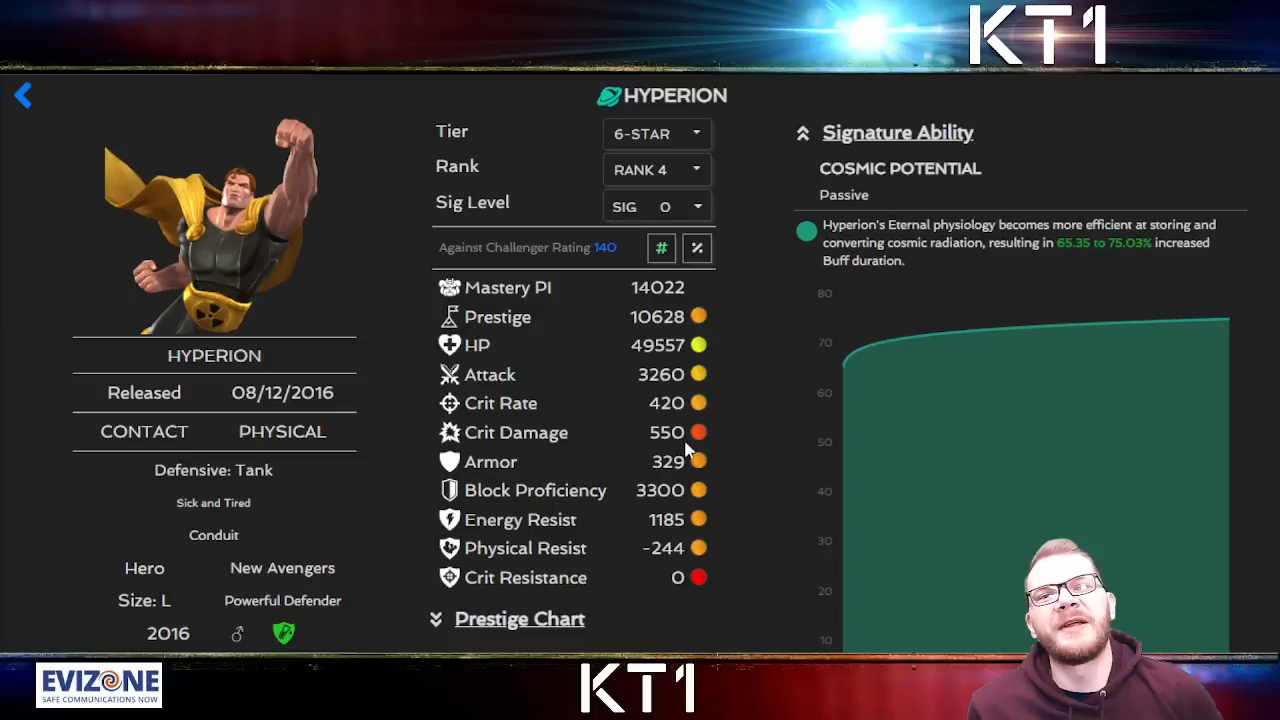 KT1
HYPERION
Tier 6-STAR
Rank RANK 4
Sig Level SIG 0
Against Challenger Rating 140 # %
Mastery PI 14022
Prestige 10628
HP 49557
Attack 3260
Crit Rate 420
Crit Damage 550
Armor 329
Block Proficiency 3300
Energy Resist 1185
Physical Resist -244
Crit Resistance 0
Prestige Chart
HYPERION
Released 08/12/2016
CONTACT PHYSICAL
Defensive: Tank
Sick and Tired
Conduit
Hero New Avengers
Size: L Powerful Defender
2016 ♂
Signature Ability
COSMIC POTENTIAL
Passive
Hyperion's Eternal physiology becomes more efficient at storing and
converting cosmic radiation, resulting in 65.35 to 75.03% increased
Buff duration.
80
70
60
50
40
30
20
10
EVIZONE
SAFE COMMUNICATIONS NOW
KT1